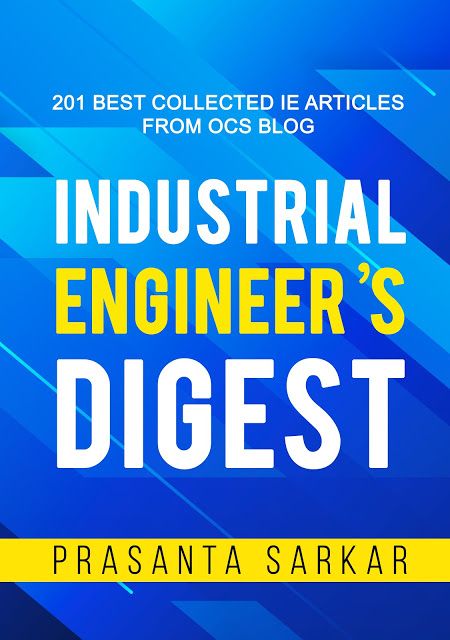 201 BEST COLLECTED IE ARTICLES
FROM OCS BLOG
INDUSTRIAL
ENGINEER'S
DIGEST
PRASANTA SARKAR